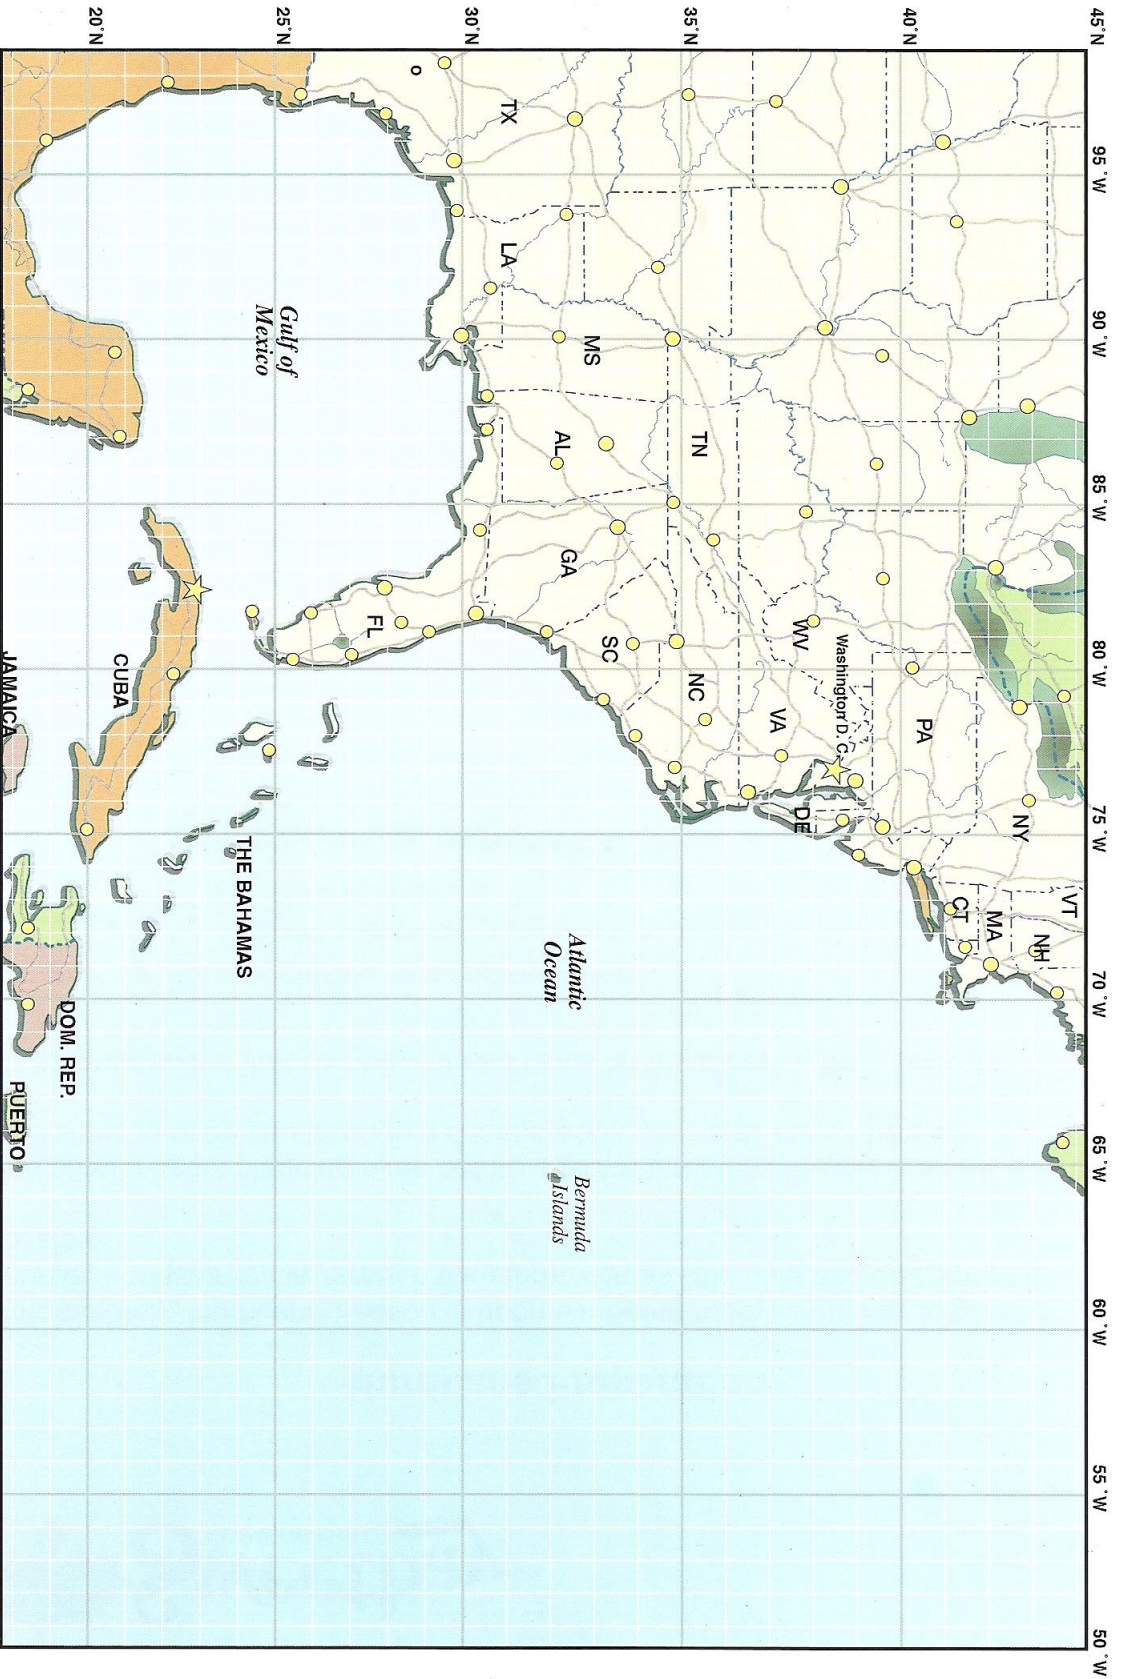 45˚N
40˚N
35˚N
30˚N
25˚N
20˚N
95˚W
90˚W
85˚W
80˚W
75˚W
70˚W
65˚W
60˚W
55˚W
50˚W
VT
NH
MA
CT
NY
PA
DE
Washington D. C.
WV
VA
TN
NC
SC
GA
AL
MS
LA
TX
FL
Gulf of
Mexico
Atlantic
Ocean
Bermuda
Islands
THE BAHAMAS
CUBA
JAMAICA
DOM. REP.
PUERTO